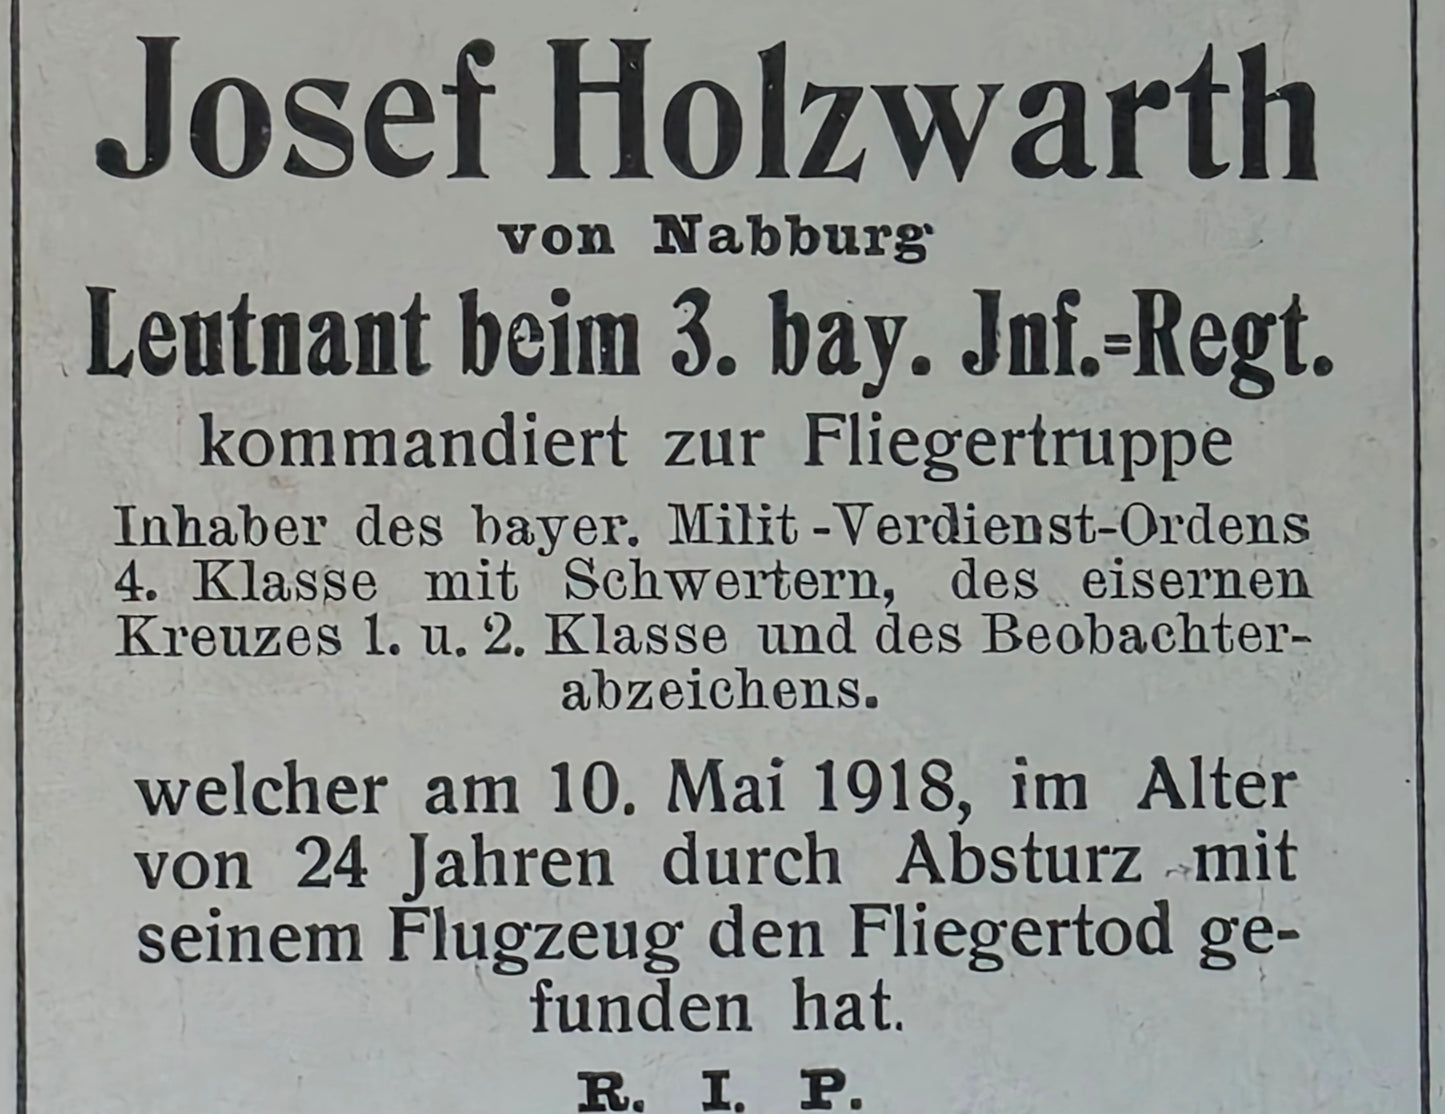 Josef Holzwarth
von Nabburg
Leutnant beim 3. bay. Jnf.=Regt.
kommandiert zur Fliegertruppe
Inhaber des bayer. Milit-Verdienst-Ordens
4. Klasse mit Schwertern, des eisernen
Kreuzes 1. u. 2. Klasse und des Beobachter-
abzeichens.
welcher am 10. Mai 1918, im Alter
von 24 Jahren durch Absturz mit
seinem Flugzeug den Fliegertod ge-
funden hat.
R. I. P.